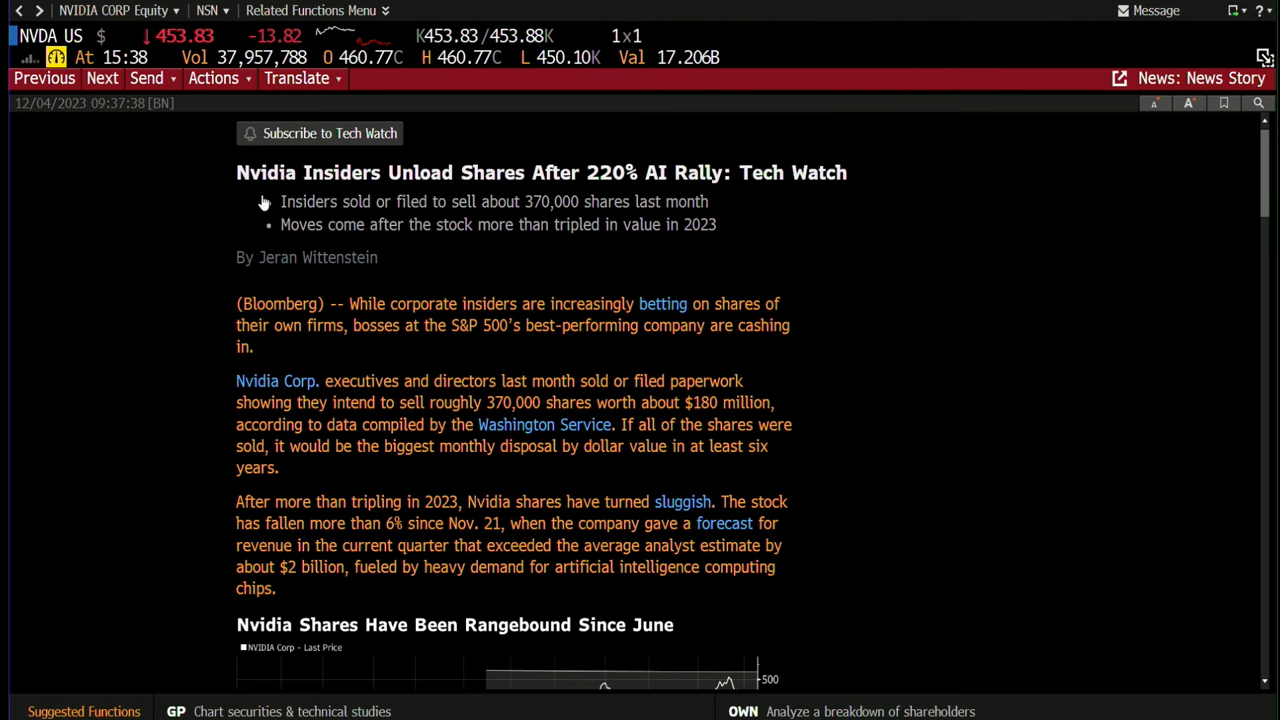 NVIDIA CORP Equity NSN Related Functions Menu Message
NVDA US $ ↓453.83 -13.82 K453.83/453.88K 1x1
At 15:38 Vol 37,957,788 O 460.77C H 460.77C L 450.10K Val 17.206B
Previous Next Send Actions Translate News: News Story
12/04/2023 09:37:38[BN]
Subscribe to Tech Watch
Nvidia Insiders Unload Shares After 220% AI Rally: Tech Watch
Insiders sold or filed to sell about 370,000 shares last month
• Moves come after the stock more than tripled in value in 2023
By Jeran Wittenstein
(Bloomberg) -- While corporate insiders are increasingly betting on shares of
their own firms, bosses at the S&P 500's best-performing company are cashing
in.
Nvidia Corp. executives and directors last month sold or filed paperwork
showing they intend to sell roughly 370,000 shares worth about $180 million,
according to data compiled by the Washington Service. If all of the shares were
sold, it would be the biggest monthly disposal by dollar value in at least six
years.
After more than tripling in 2023, Nvidia shares have turned sluggish. The stock
has fallen more than 6% since Nov. 21, when the company gave a forecast for
revenue in the current quarter that exceeded the average analyst estimate by
about $2 billion, fueled by heavy demand for artificial intelligence computing
chips.
Nvidia Shares Have Been Rangebound Since June
NVIDIA Corp - Last Price
500
Suggested Functions GP Chart securities & technical studies OWN Analyze a breakdown of shareholders